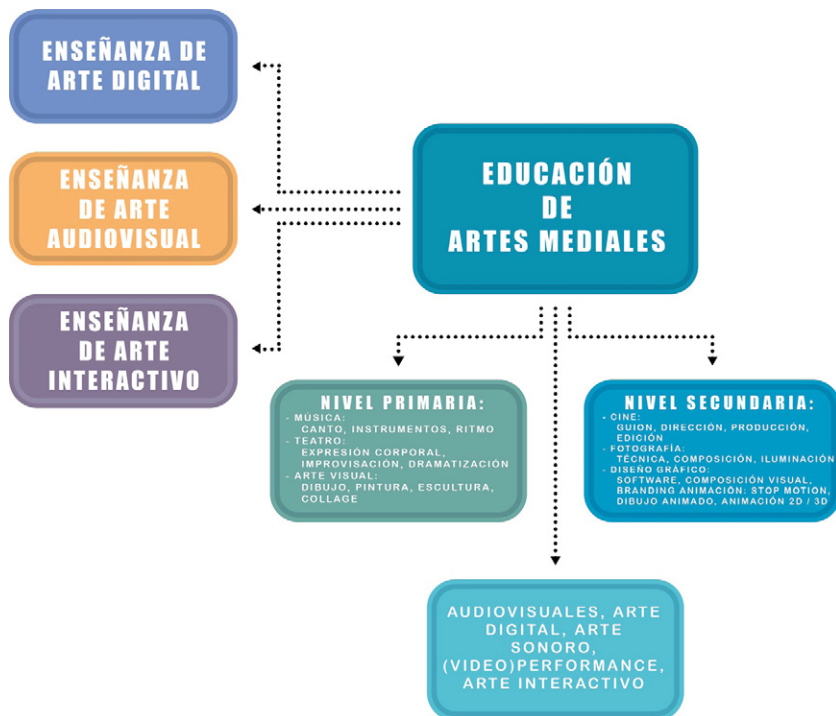 ENSEÑANZA DE
ARTE DIGITAL
ENSEÑANZA
DE ARTE
AUDIOVISUAL
ENSEÑANZA
DE ARTE
INTERACTIVO
EDUCACIÓN
DE
ARTES MEDIALES
NIVEL PRIMARIA:
- MÚSICA:
CANTO, INSTRUMENTOS, RITMO
- TEATRO:
EXPRESIÓN CORPORAL,
IMPROVISACIÓN, DRAMATIZACIÓN
- ARTE VISUAL:
DIBUJO, PINTURA, ESCULTURA,
COLLAGE
NIVEL SECUNDARIA:
- CINE:
GUION, DIRECCIÓN, PRODUCCIÓN,
EDICIÓN
- FOTOGRAFÍA:
TÉCNICA, COMPOSICIÓN, ILUMINACIÓN
- DISEÑO GRÁFICO:
SOFTWARE, COMPOSICIÓN VISUAL,
BRANDING ANIMACIÓN: STOP MOTION,
DIBUJO ANIMADO, ANIMACIÓN 2D / 3D
AUDIOVISUALES, ARTE
DIGITAL, ARTE
SONORO,
(VIDEO)PERFORMANCE,
ARTE INTERACTIVO